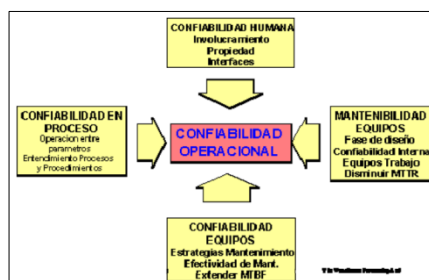 CONFIABILIDAD HUMANA
Involucramiento
Propiedad
Interfaces
CONFIABILIDAD EN
PROCESO
Operacion entre
parametros
Entendimiento Procesos
y Procedimientos
CONFIABILIDAD
OPERACIONAL
MANTENIBILIDAD
EQUIPOS
Fase de diseño
Confiabilidad Interna
Equipos Trabajo
Disminuir MTTR
CONFIABILIDAD
EQUIPOS
Estrategias Mantenimiento
Efectividad de Mant.
Extender MTBF